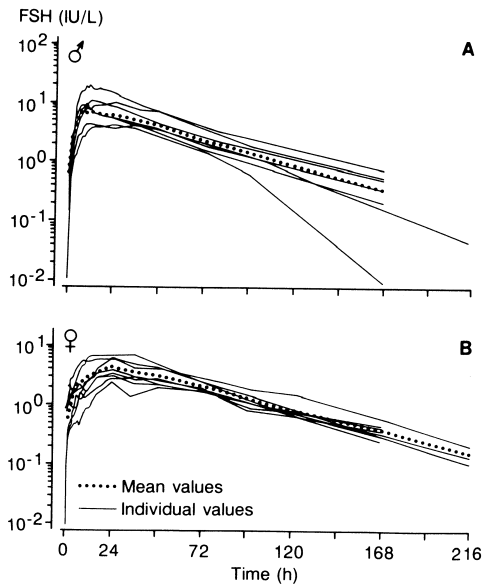 FSH (IU/L)
10²
♂
A
10¹
10⁰
10⁻¹
10⁻²
♀
B
10¹
10⁰
10⁻¹
Mean values
Individual values
10⁻²
0 24 72 120 168 216
Time (h)